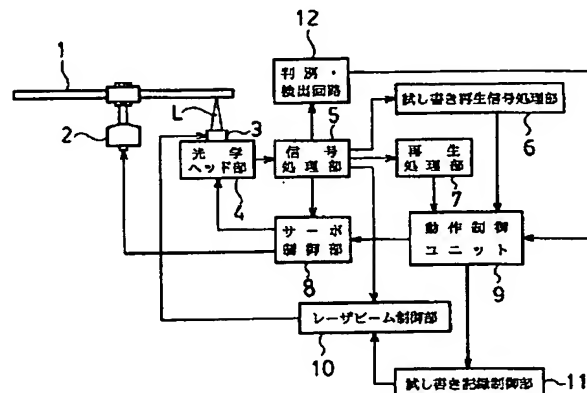 12
1
判別・
検出回路
L
3
5
試し書き再生信号処理部
2
光学
ヘッド部
信号
処理部
再生
処理部
6
4
7
サーボ
制御部
動作制御
ユニット
8
9
レーザビーム制御部
10
試し書き記録制御部
11